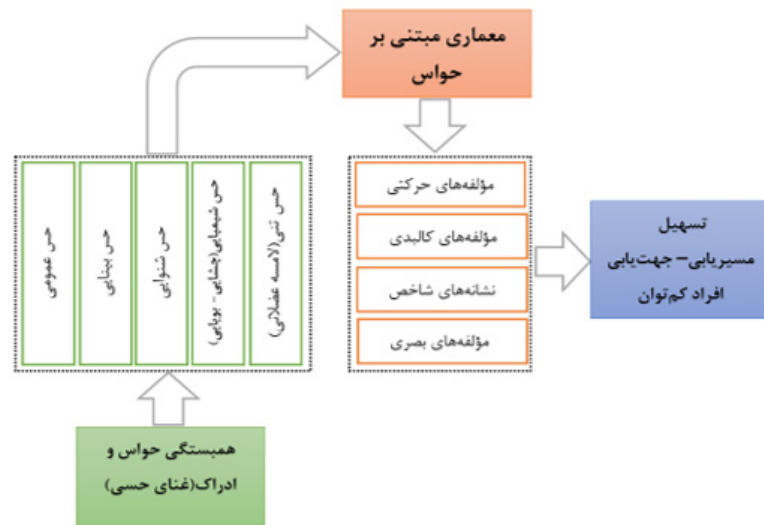 معماری مبتنی بر
حواس
حس عمومی
حس بینایی
حس شنوایی
حس شیمیایی(چشایی - بویایی)
حس تنی(لامسه عضلانی)
مؤلفه‌های حرکتی
مؤلفه‌های کالبدی
نشانه‌های شاخص
مؤلفه‌های بصری
تسهیل
مسیریابی– جهت‌یابی
افراد کم‌توان
همبستگی حواس و
ادراک(غنای حسی)